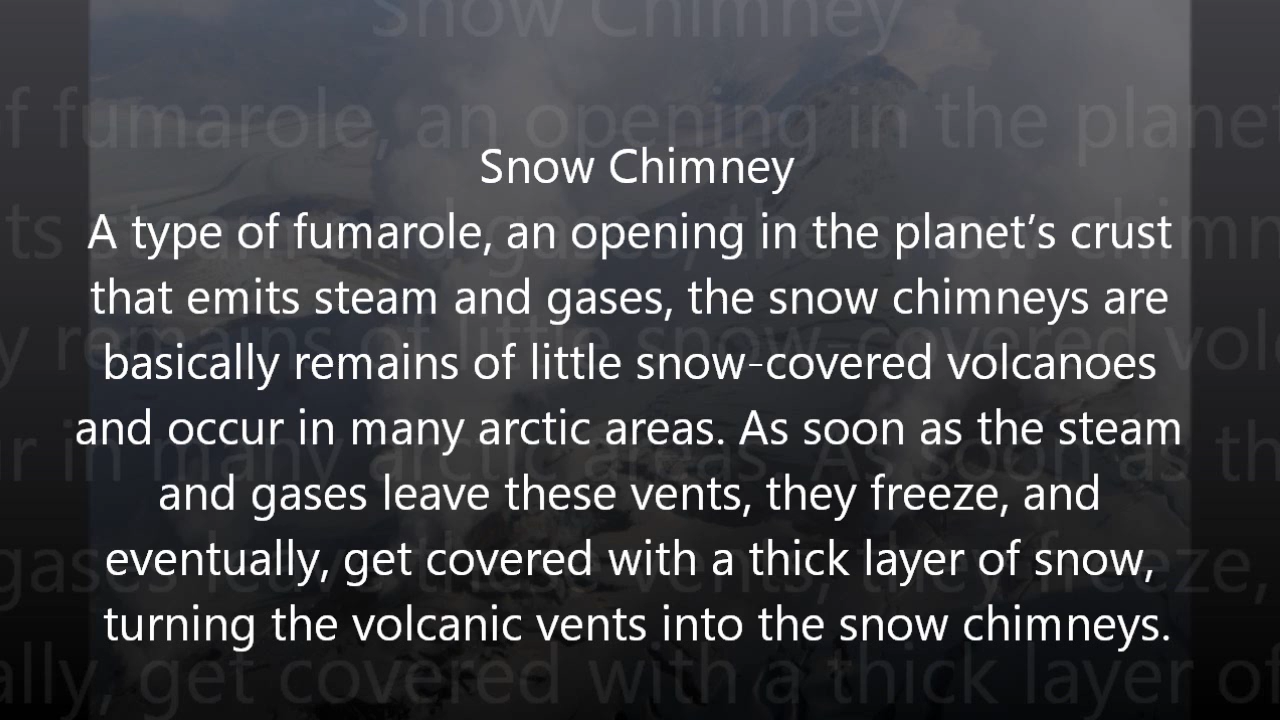 Snow Chimney
A type of fumarole, an opening in the planet’s crust
that emits steam and gases, the snow chimneys are
basically remains of little snow-covered volcanoes
and occur in many arctic areas. As soon as the steam
and gases leave these vents, they freeze, and
eventually, get covered with a thick layer of snow,
turning the volcanic vents into the snow chimneys.